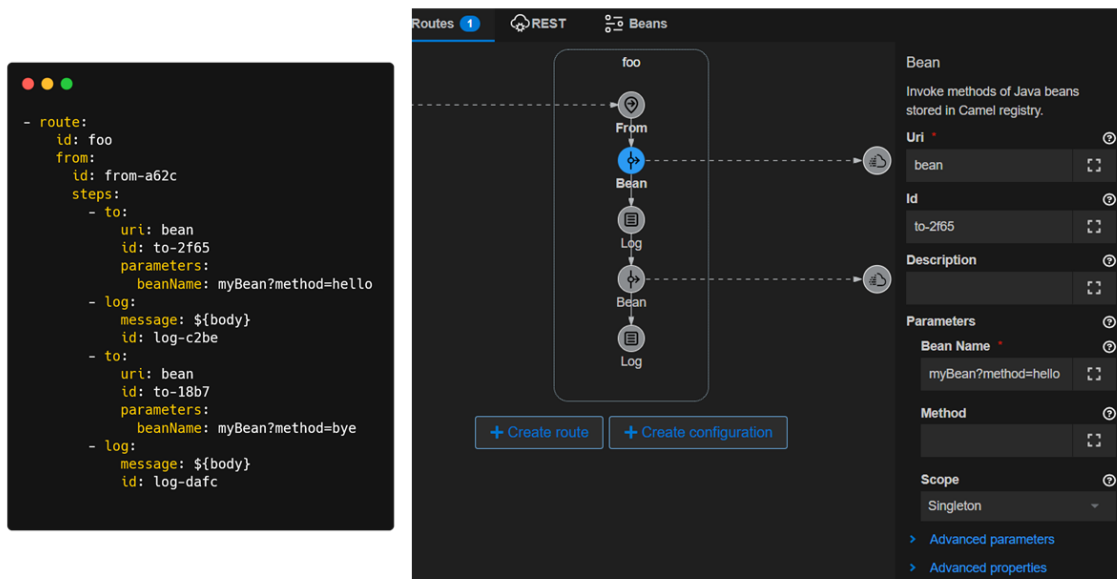 - route:
id: foo
from:
id: from-a62c
steps:
- to:
uri: bean
id: to-2f65
parameters:
beanName: myBean?method=hello
- log:
message: ${body}
id: log-c2be
- to:
uri: bean
id: to-18b7
parameters:
beanName: myBean?method=bye
- log:
message: ${body}
id: log-dafc
Routes 1 REST Beans
foo
From
Bean
Log
Bean
Log
+ Create route + Create configuration
Bean
Invoke methods of Java beans
stored in Camel registry.
Uri *
bean
Id
to-2f65
Description
Parameters
Bean Name *
myBean?method=hello
Method
Scope
Singleton
> Advanced parameters
> Advanced properties